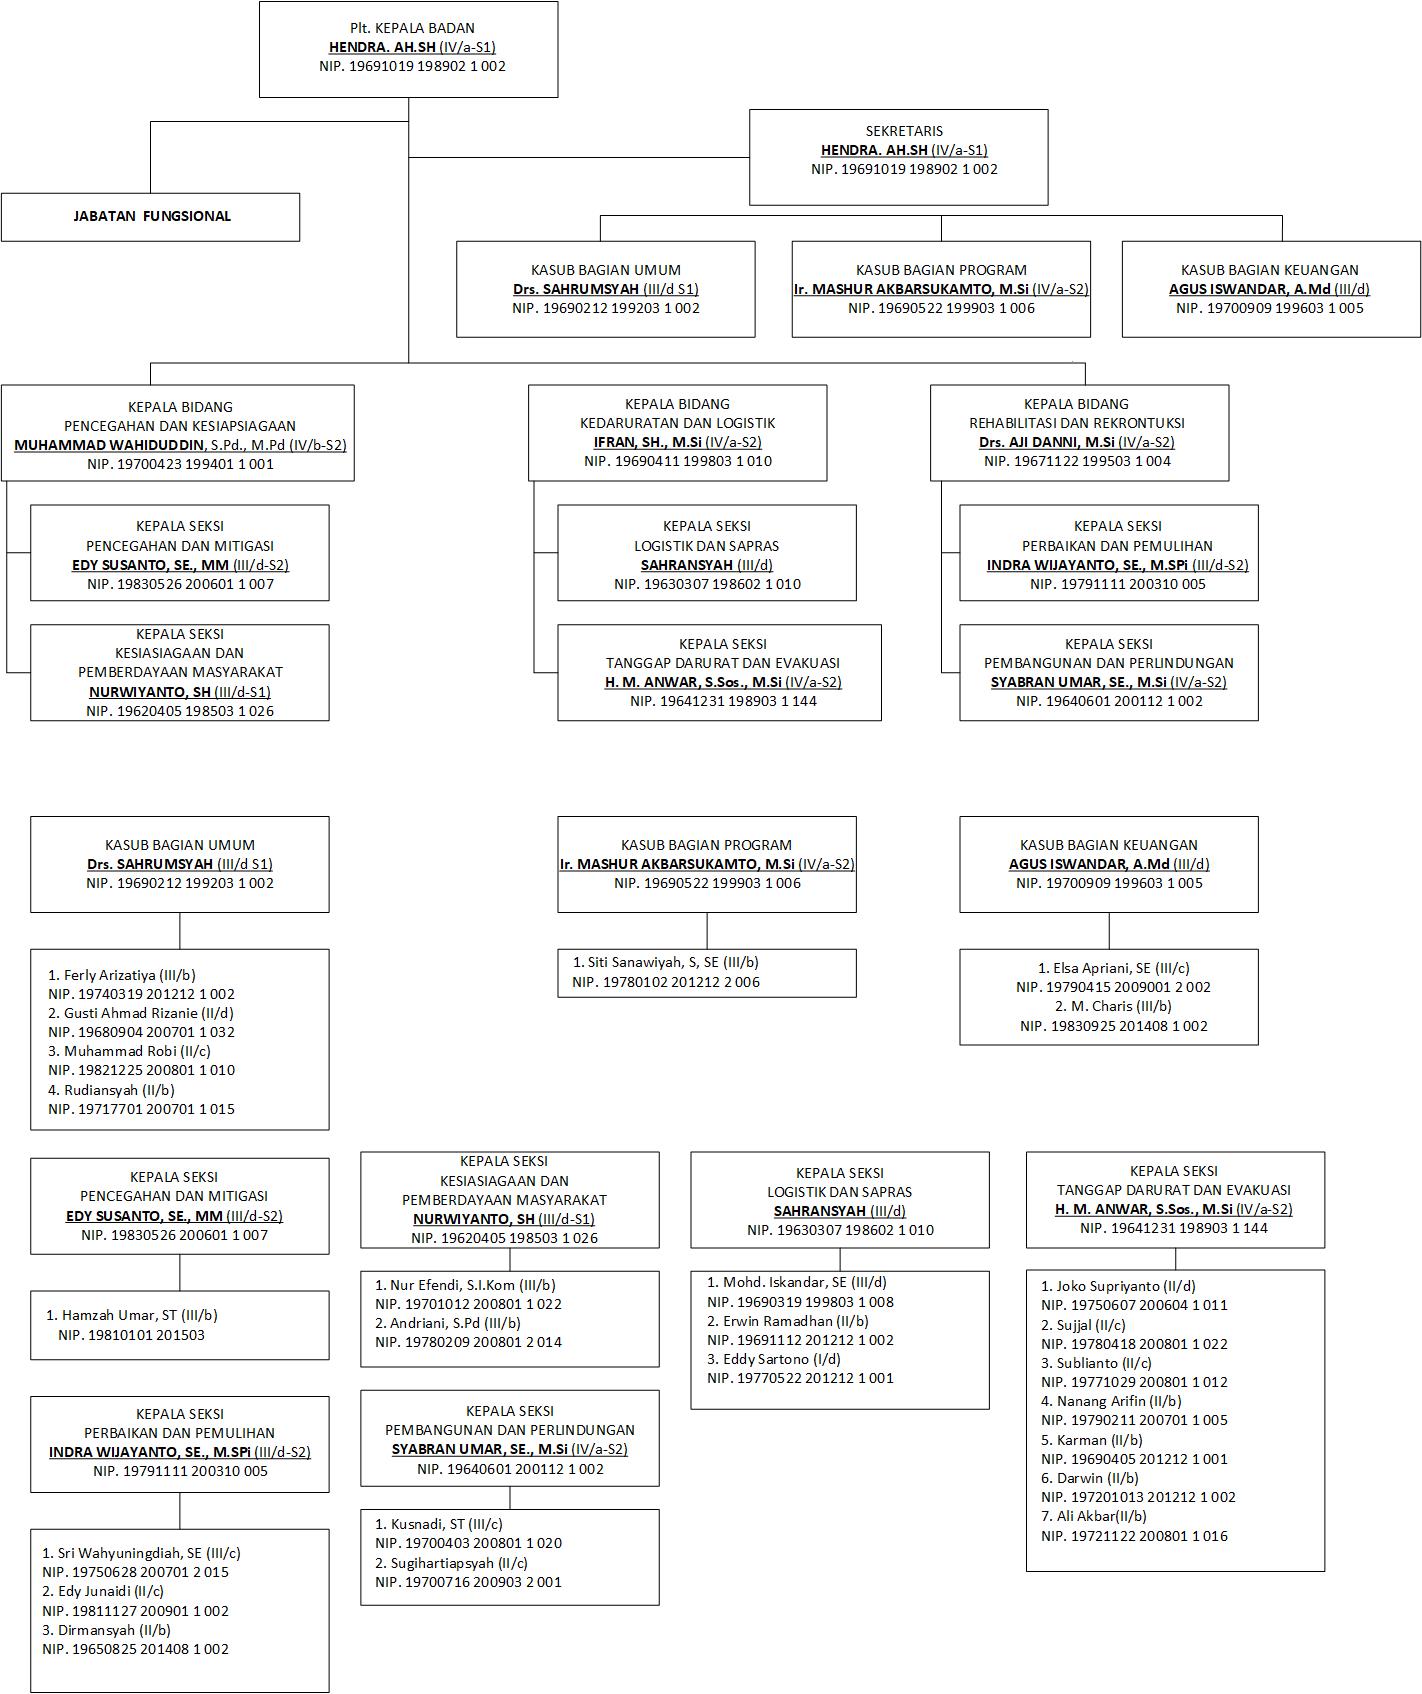 Plt. KEPALA BADAN
HENDRA. AH.SH (IV/a-S1)
NIP. 19691019 198902 1 002
SEKRETARIS
HENDRA. AH.SH (IV/a-S1)
NIP. 19691019 198902 1 002
JABATAN FUNGSIONAL
KASUB BAGIAN UMUM
Drs. SAHRUMSYAH (III/d S1)
NIP. 19690212 199203 1 002
KASUB BAGIAN PROGRAM
Ir. MASHUR AKBARSUKAMTO, M.Si (IV/a-S2)
NIP. 19690522 199903 1 006
KASUB BAGIAN KEUANGAN
AGUS ISWANDAR, A.Md (III/d)
NIP. 19700909 199603 1 005
KEPALA BIDANG
PENCEGAHAN DAN KESIAPSIAGAAN
MUHAMMAD WAHIDUDDIN, S.Pd., M.Pd (IV/b-S2)
NIP. 19700423 199401 1 001
KEPALA BIDANG
KEDARURATAN DAN LOGISTIK
IFRAN, SH., M.Si (IV/a-S2)
NIP. 19690411 199803 1 010
KEPALA BIDANG
REHABILITASI DAN REKRONTUKSI
Drs. AJI DANNI, M.Si (IV/a-S2)
NIP. 19671122 199503 1 004
KEPALA SEKSI
PENCEGAHAN DAN MITIGASI
EDY SUSANTO, SE., MM (III/d-S2)
NIP. 19830526 200601 1 007
KEPALA SEKSI
LOGISTIK DAN SAPRAS
SAHRANSYAH (III/d)
NIP. 19630307 198602 1 010
KEPALA SEKSI
PERBAIKAN DAN PEMULIHAN
INDRA WIJAYANTO, SE., M.SPi (III/d-S2)
NIP. 19791111 200310 005
KEPALA SEKSI
KESIASIAGAAN DAN
PEMBERDAYAAN MASYARAKAT
NURWIYANTO, SH (III/d-S1)
NIP. 19620405 198503 1 026
KEPALA SEKSI
TANGGAP DARURAT DAN EVAKUASI
H. M. ANWAR, S.Sos., M.Si (IV/a-S2)
NIP. 19641231 198903 1 144
KEPALA SEKSI
PEMBANGUNAN DAN PERLINDUNGAN
SYABRAN UMAR, SE., M.Si (IV/a-S2)
NIP. 19640601 200112 1 002
KASUB BAGIAN UMUM
Drs. SAHRUMSYAH (III/d S1)
NIP. 19690212 199203 1 002
KASUB BAGIAN PROGRAM
Ir. MASHUR AKBARSUKAMTO, M.Si (IV/a-S2)
NIP. 19690522 199903 1 006
KASUB BAGIAN KEUANGAN
AGUS ISWANDAR, A.Md (III/d)
NIP. 19700909 199603 1 005
1. Ferly Arizatiya (III/b)
NIP. 19740319 201212 1 002
2. Gusti Ahmad Rizanie (II/d)
NIP. 19680904 200701 1 032
3. Muhammad Robi (II/c)
NIP. 19821225 200801 1 010
4. Rudiansyah (II/b)
NIP. 19717701 200701 1 015
1. Siti Sanawiyah, S, SE (III/b)
NIP. 19780102 201212 2 006
1. Elsa Apriani, SE (III/c)
NIP. 19790415 2009001 2 002
2. M. Charis (III/b)
NIP. 19830925 201408 1 002
KEPALA SEKSI
PENCEGAHAN DAN MITIGASI
EDY SUSANTO, SE., MM (III/d-S2)
NIP. 19830526 200601 1 007
KEPALA SEKSI
KESIASIAGAAN DAN
PEMBERDAYAAN MASYARAKAT
NURWIYANTO, SH (III/d-S1)
NIP. 19620405 198503 1 026
KEPALA SEKSI
LOGISTIK DAN SAPRAS
SAHRANSYAH (III/d)
NIP. 19630307 198602 1 010
KEPALA SEKSI
TANGGAP DARURAT DAN EVAKUASI
H. M. ANWAR, S.Sos., M.Si (IV/a-S2)
NIP. 19641231 198903 1 144
1. Hamzah Umar, ST (III/b)
NIP. 19810101 201503
1. Nur Efendi, S.I.Kom (III/b)
NIP. 19701012 200801 1 022
2. Andriani, S.Pd (III/b)
NIP. 19780209 200801 2 014
1. Mohd. Iskandar, SE (III/d)
NIP. 19690319 199803 1 008
2. Erwin Ramadhan (II/b)
NIP. 19691112 201212 1 002
3. Eddy Sartono (I/d)
NIP. 19770522 201212 1 001
1. Joko Supriyanto (II/d)
NIP. 19750607 200604 1 011
2. Sujjal (II/c)
NIP. 19780418 200801 1 022
3. Sublianto (II/c)
NIP. 19771029 200801 1 012
4. Nanang Arifin (II/b)
NIP. 19790211 200701 1 005
5. Karman (II/b)
NIP. 19690405 201212 1 001
6. Darwin (II/b)
NIP. 197201013 201212 1 002
7. Ali Akbar(II/b)
NIP. 19721122 200801 1 016
KEPALA SEKSI
PERBAIKAN DAN PEMULIHAN
INDRA WIJAYANTO, SE., M.SPi (III/d-S2)
NIP. 19791111 200310 005
KEPALA SEKSI
PEMBANGUNAN DAN PERLINDUNGAN
SYABRAN UMAR, SE., M.Si (IV/a-S2)
NIP. 19640601 200112 1 002
1. Sri Wahyuningdiah, SE (III/c)
NIP. 19750628 200701 2 015
2. Edy Junaidi (II/c)
NIP. 19811127 200901 1 002
3. Dirmansyah (II/b)
NIP. 19650825 201408 1 002
1. Kusnadi, ST (III/c)
NIP. 19700403 200801 1 020
2. Sugihartiapsyah (II/c)
NIP. 19700716 200903 2 001